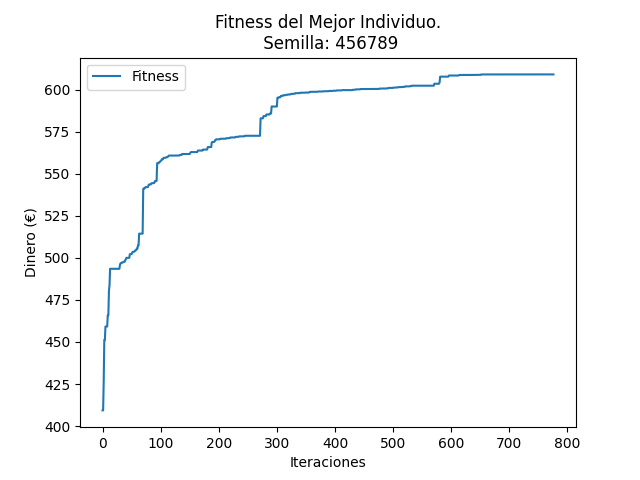 Fitness del Mejor Individuo.
Semilla: 456789
Fitness
Dinero (€)
600
575
550
525
500
475
450
425
400
0 100 200 300 400 500 600 700 800
Iteraciones